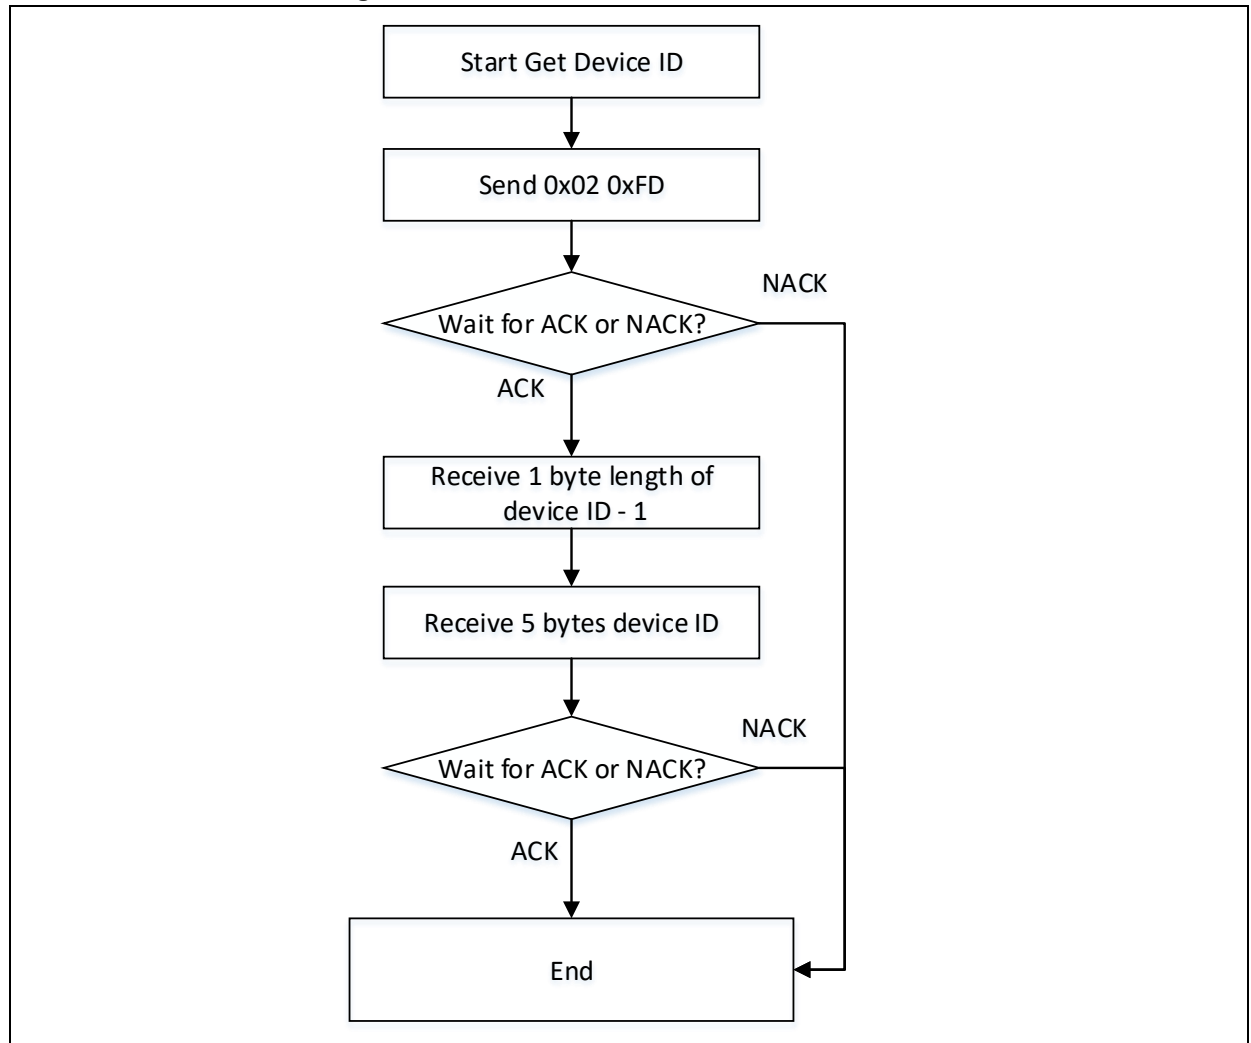 Start Get Device ID
Send 0x02 0xFD
NACK
Wait for ACK or NACK?
ACK
Receive 1 byte length of
device ID - 1
Receive 5 bytes device ID
NACK
Wait for ACK or NACK?
ACK
End